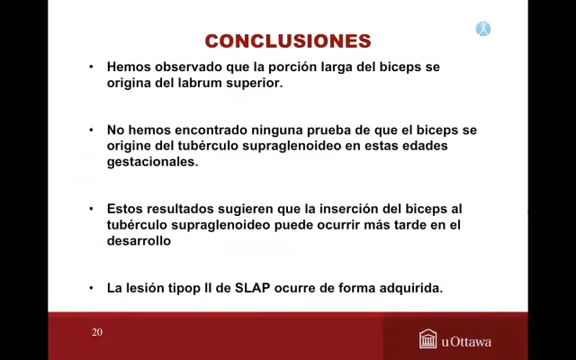 CONCLUSIONES
• Hemos observado que la porción larga del biceps se
origina del labrum superior.
• No hemos encontrado ninguna prueba de que el biceps se
origine del tubérculo supraglenoideo en estas edades
gestacionales.
• Estos resultados sugieren que la inserción del biceps al
tubérculo supraglenoideo puede ocurrir más tarde en el
desarrollo
• La lesión tipop II de SLAP ocurre de forma adquirida.
20
uOttawa